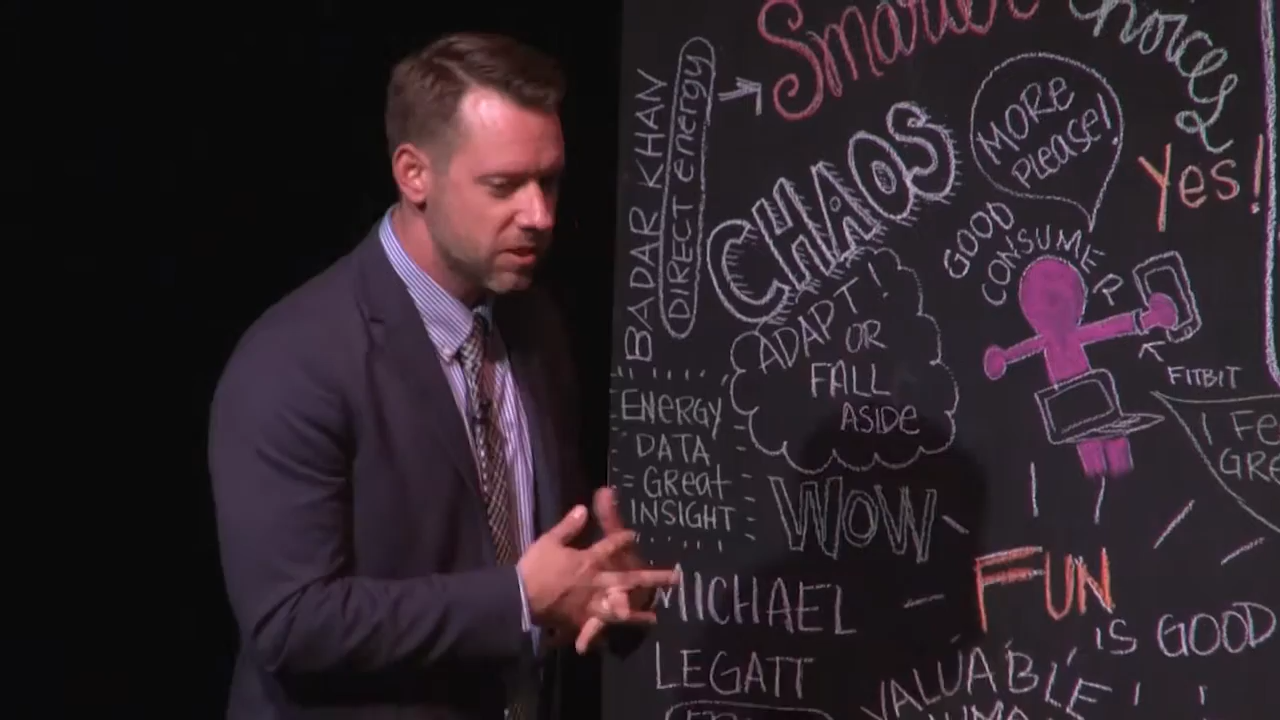 Smarter
Choices
BADAR KHAN
DIRECT energy
CHAOS
MORE
Please!
Yes!
GOOD
CONSUMER
ADAPT!
OR
FALL
ASIDE
FITBIT
ENERGY
DATA
= Great
INSIGHT
WOW
FUN
IS GOOD
MICHAEL
LEGATT
VALUABLE